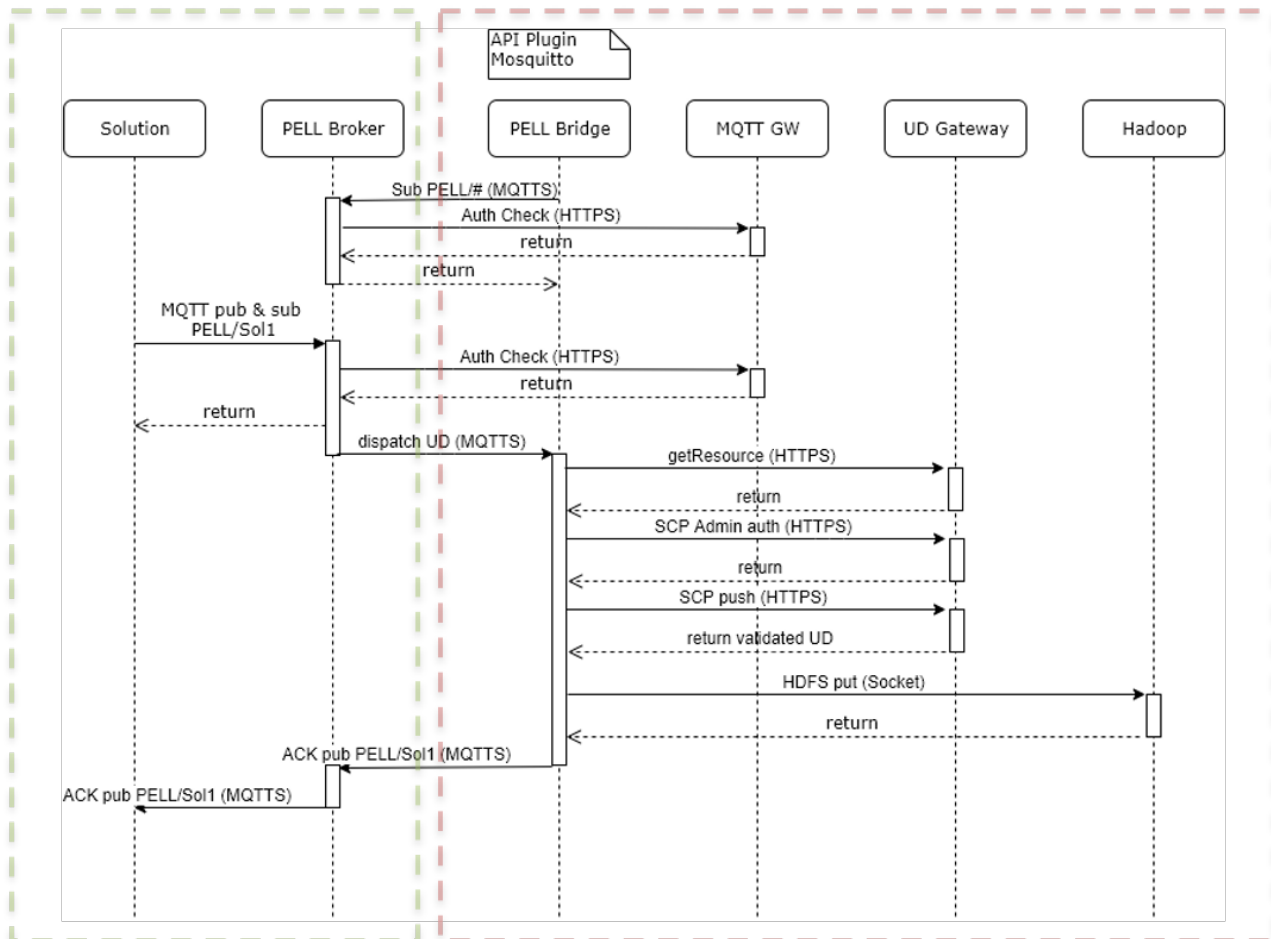 API Plugin
Mosquitto
Solution
PELL Broker
PELL Bridge
MQTT GW
UD Gateway
Hadoop
Sub PELL/# (MQTTS)
Auth Check (HTTPS)
return
return
MQTT pub & sub
PELL/Sol1
Auth Check (HTTPS)
return
return
dispatch UD (MQTTS)
getResource (HTTPS)
return
SCP Admin auth (HTTPS)
return
SCP push (HTTPS)
return validated UD
HDFS put (Socket)
return
ACK pub PELL/Sol1 (MQTTS)
ACK pub PELL/Sol1 (MQTTS)